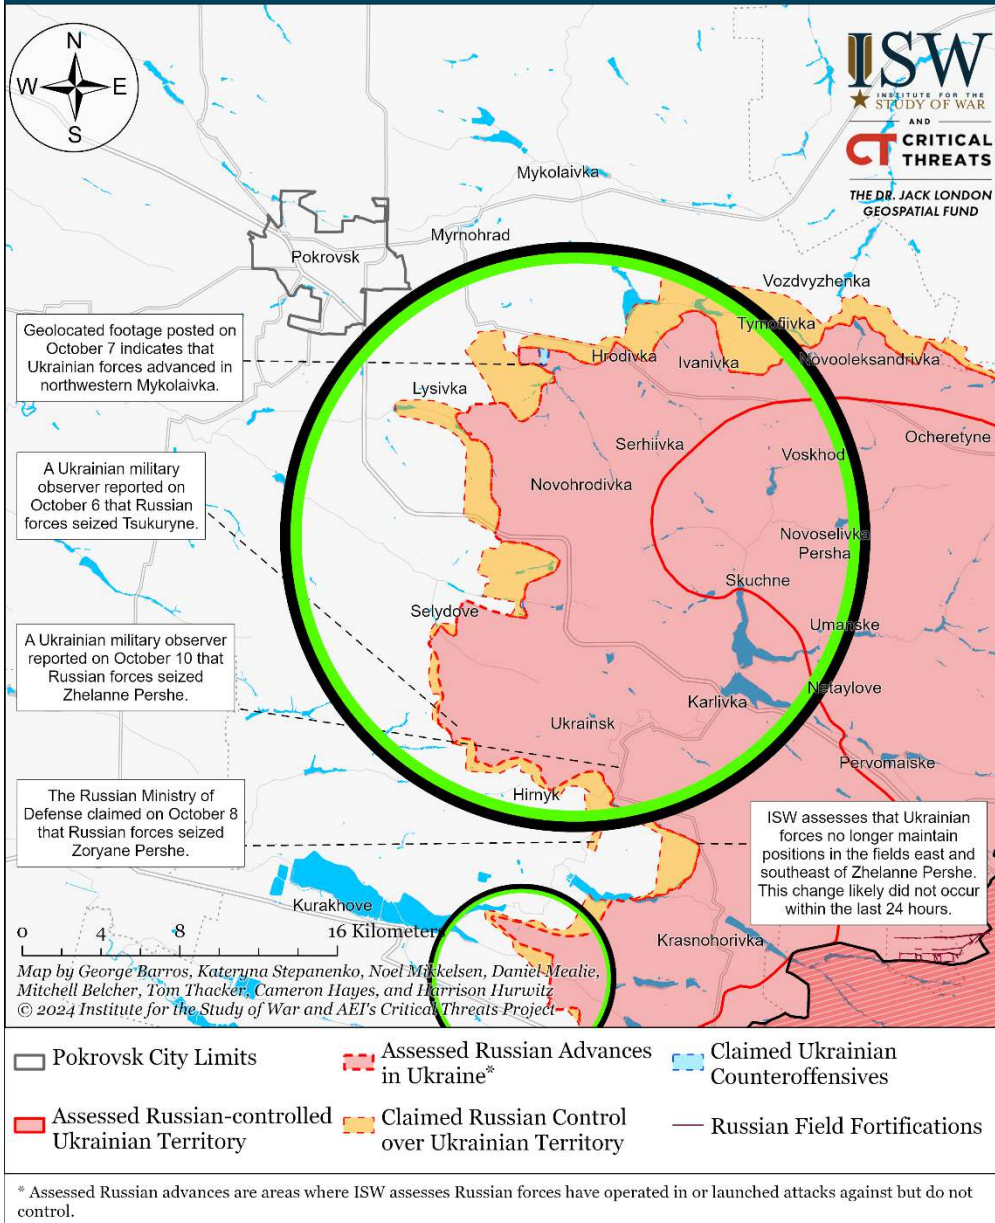 N
W
E
S
ISW
INSTITUTE FOR THE
STUDY OF WAR
AND
CT CRITICAL
THREATS
THE DR. JACK LONDON
GEOSPATIAL FUND
Mykolaivka
Myrnohrad
Pokrovsk
Vozdvyzhenka
Tymofiivka
Geolocated footage posted on
October 7 indicates that
Ukrainian forces advanced in
northwestern Mykolaivka.
Hrodivka
Ivanivka
Novooleksandrivka
Lysivka
Serhiivka
Ocheretyne
Voskhod
A Ukrainian military
observer reported on
October 6 that Russian
forces seized Tsukuryne.
Novohrodivka
Novoselivka
Persha
Skuchne
Selydove
Umanske
A Ukrainian military observer
reported on October 10 that
Russian forces seized
Zhelanne Pershe.
Netaylove
Karlivka
Ukrainsk
Pervomaiske
Hirnyk
The Russian Ministry of
Defense claimed on October 8
that Russian forces seized
Zoryane Pershe.
ISW assesses that Ukrainian
forces no longer maintain
positions in the fields east and
southeast of Zhelanne Pershe.
This change likely did not occur
within the last 24 hours.
Kurakhove
Krasnohorivka
0 4 8 16 Kilometers
Map by George Barros, Kateryna Stepanenko, Noel Mikkelsen, Daniel Mealie,
Mitchell Belcher, Tom Thacker, Cameron Hayes, and Harrison Hurwitz
© 2024 Institute for the Study of War and AEI's Critical Threats Project
Pokrovsk City Limits
Assessed Russian Advances
in Ukraine*
Claimed Ukrainian
Counteroffensives
Assessed Russian-controlled
Ukrainian Territory
Claimed Russian Control
over Ukrainian Territory
Russian Field Fortifications
* Assessed Russian advances are areas where ISW assesses Russian forces have operated in or launched attacks against but do not
control.